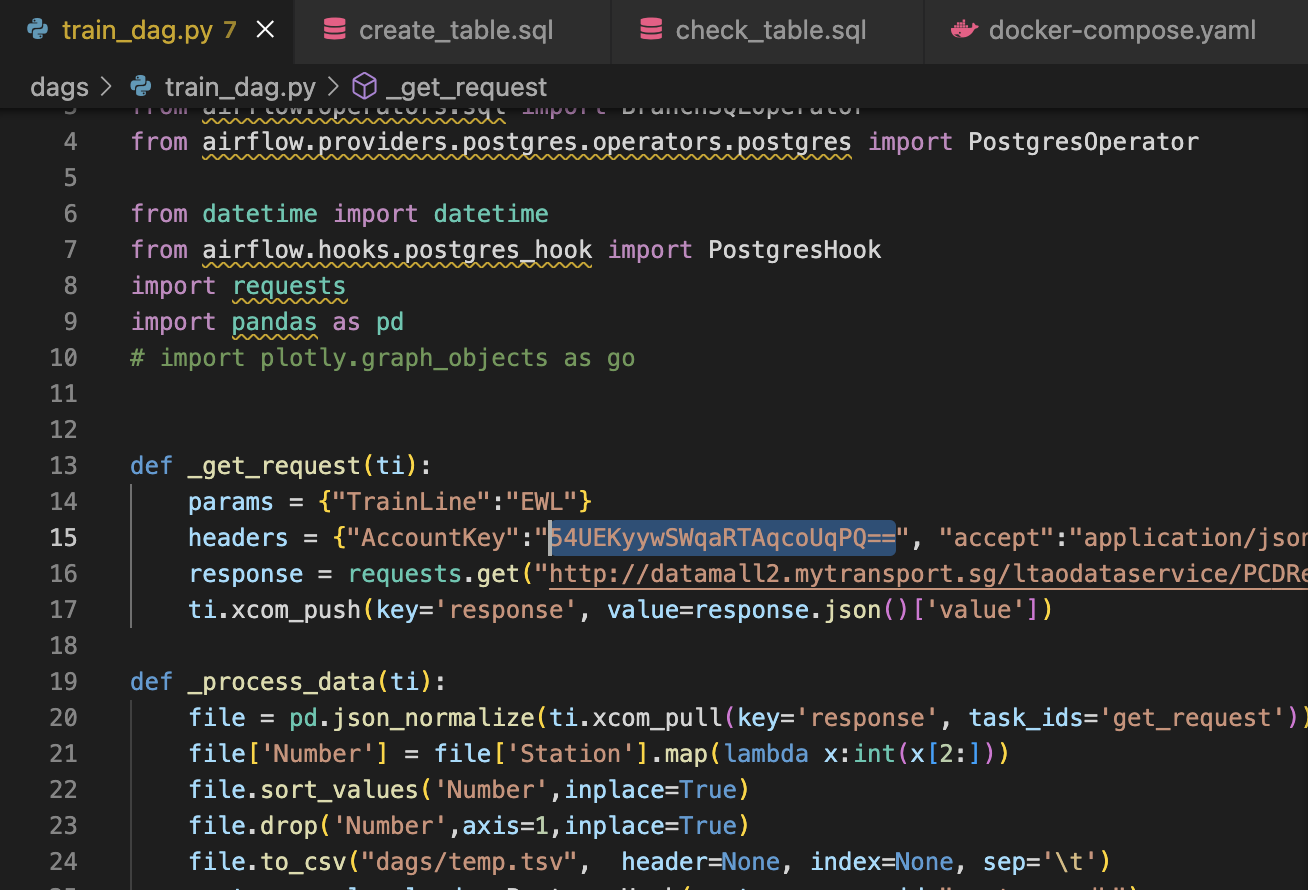 train_dag.py 7
create_table.sql
check_table.sql
docker-compose.yaml
dags > train_dag.py > _get_request
3 from airflow.operators.sql import BranchSQLOperator
4 from airflow.providers.postgres.operators.postgres import PostgresOperator
5
6 from datetime import datetime
7 from airflow.hooks.postgres_hook import PostgresHook
8 import requests
9 import pandas as pd
10 # import plotly.graph_objects as go
11
12
13 def _get_request(ti):
14 params = {"TrainLine":"EWL"}
15 headers = {"AccountKey":"54UEKyywSWqaRTAqcoUqPQ==", "accept":"application/json
16 response = requests.get("http://datamall2.mytransport.sg/ltaodataservice/PCDRe
17 ti.xcom_push(key='response', value=response.json()['value'])
18
19 def _process_data(ti):
20 file = pd.json_normalize(ti.xcom_pull(key='response', task_ids='get_request'))
21 file['Number'] = file['Station'].map(lambda x:int(x[2:]))
22 file.sort_values('Number',inplace=True)
23 file.drop('Number',axis=1,inplace=True)
24 file.to_csv("dags/temp.tsv", header=None, index=None, sep='\t')